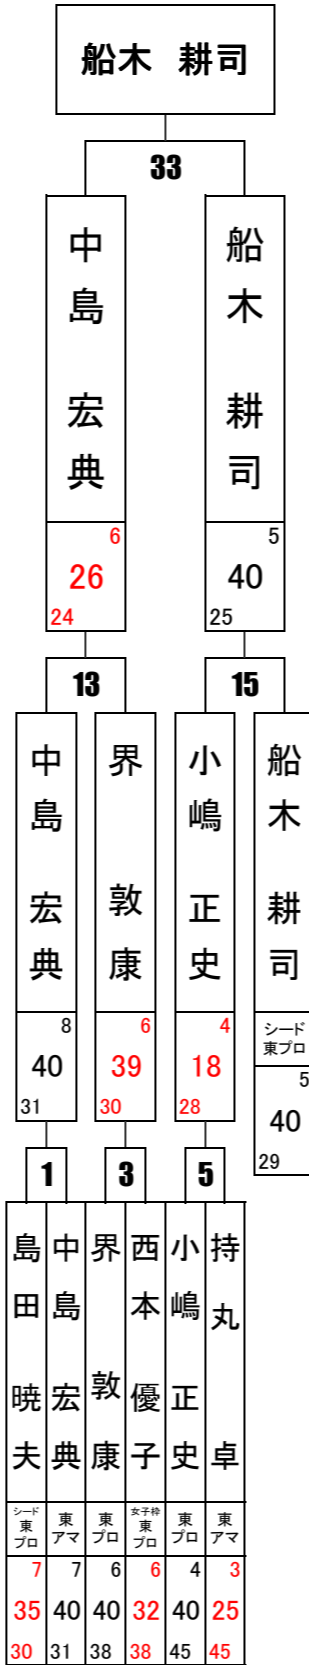 船木 耕司
33
中島 宏典
船木 耕司
6
26
24
5
40
25
13
15
中島 宏典
界 敦康
小嶋 正史
船木 耕司
8
40
31
6
39
30
4
18
28
シード
東プロ
5
40
29
1
3
5
島田 暁夫
中島 宏典
界 敦康
西本 優子
小嶋 正史
持丸 卓
シード
東
プロ
東
アマ
東
プロ
女子枠
東
プロ
東
プロ
東
アマ
7
35
30
7
40
31
6
40
38
6
32
38
4
40
45
3
25
45